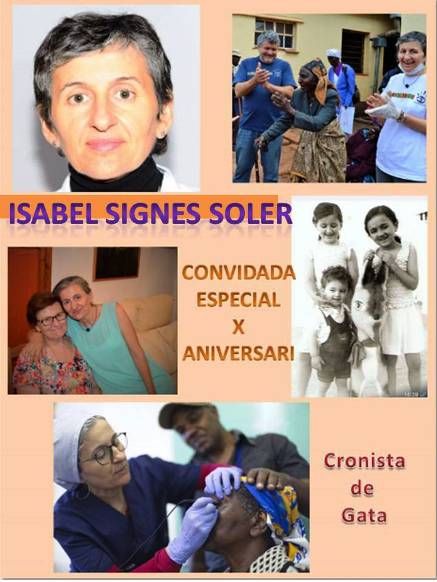 ISABEL SIGNES SOLER
CONVIDADA
ESPECIAL
X
ANIVERSARI
Cronista
de
Gata